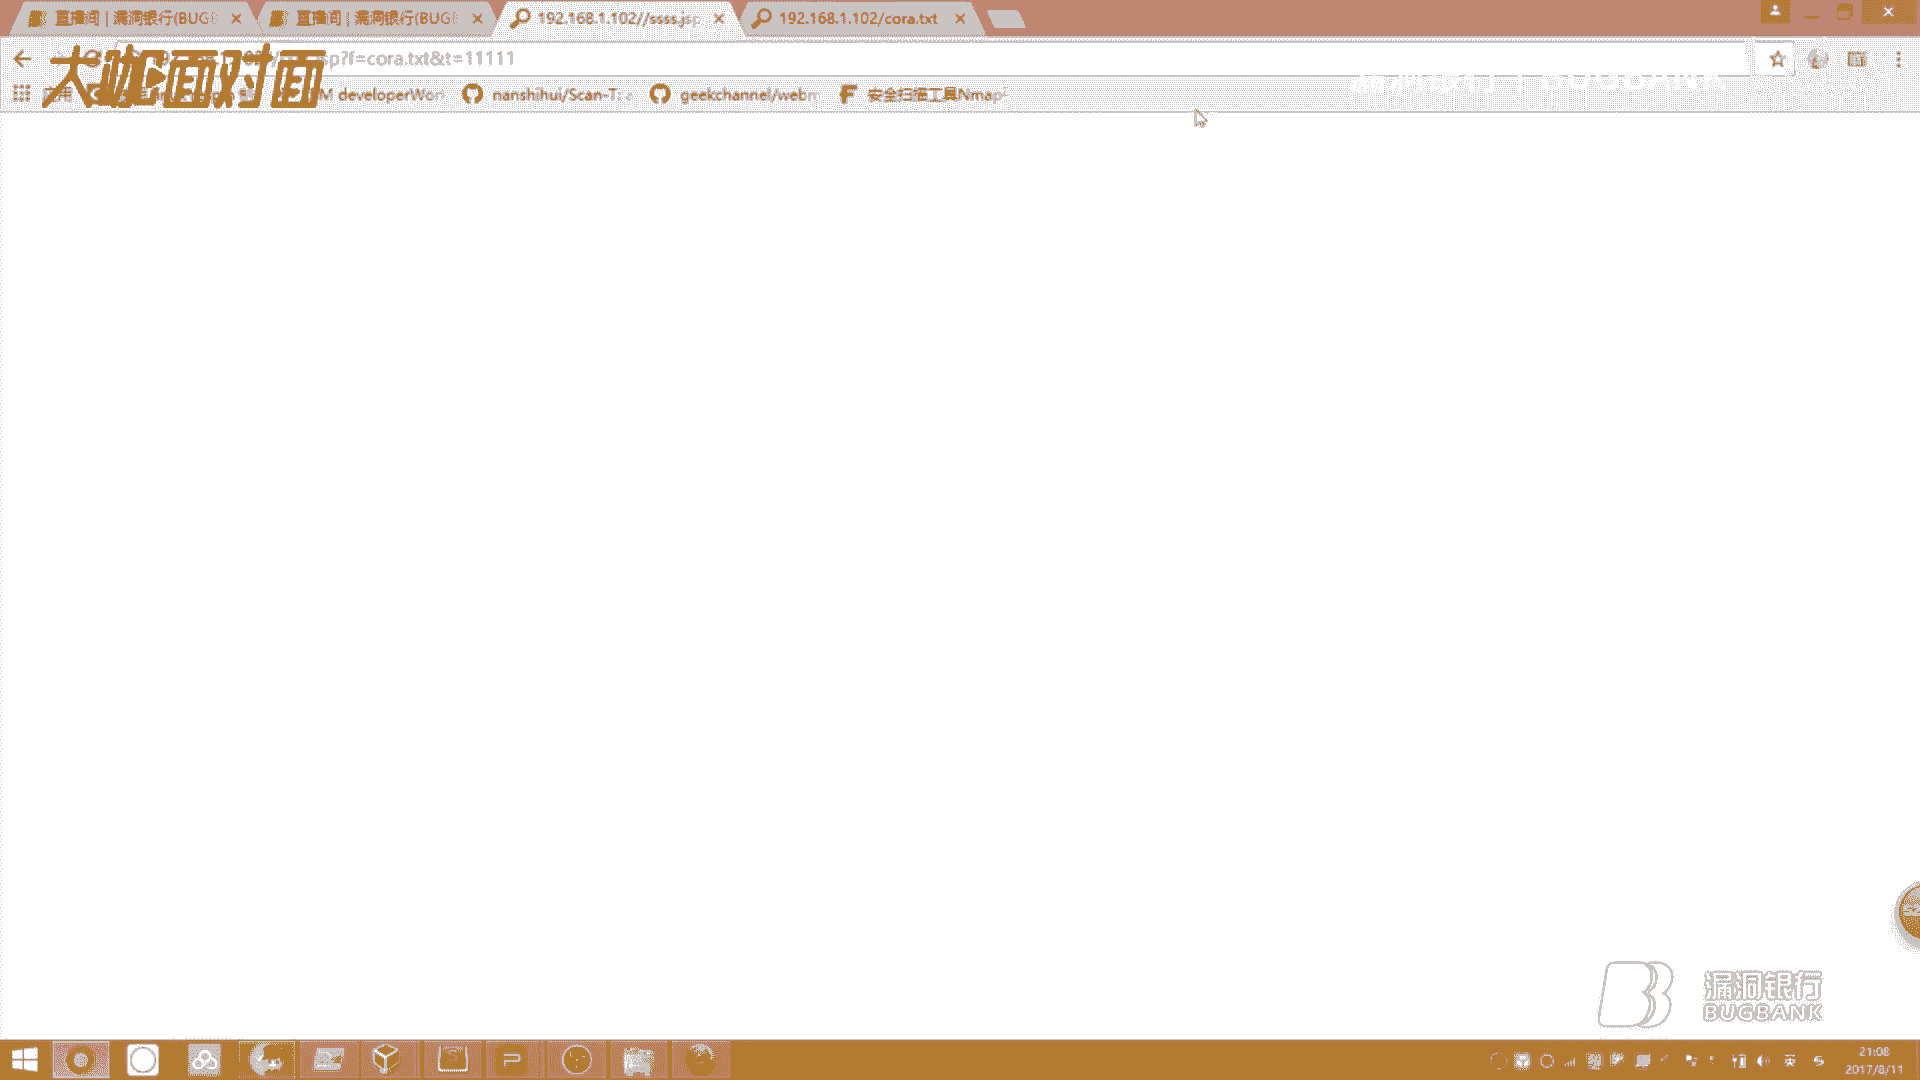 直播间 | 漏洞银行(BUGB
直播间 | 漏洞银行(BUGB
192.168.1.102//ssss.jsp
192.168.1.102/cora.txt
大咖面对面
sp?f=cora.txt&t=11111
漏洞银行 | BUGBANK
应用
M developerWor
nanshihui/Scan-T:
geekchannel/webm
安全扫描工具Nmap
漏洞银行
BUGBANK
英
21:08
2017/8/11